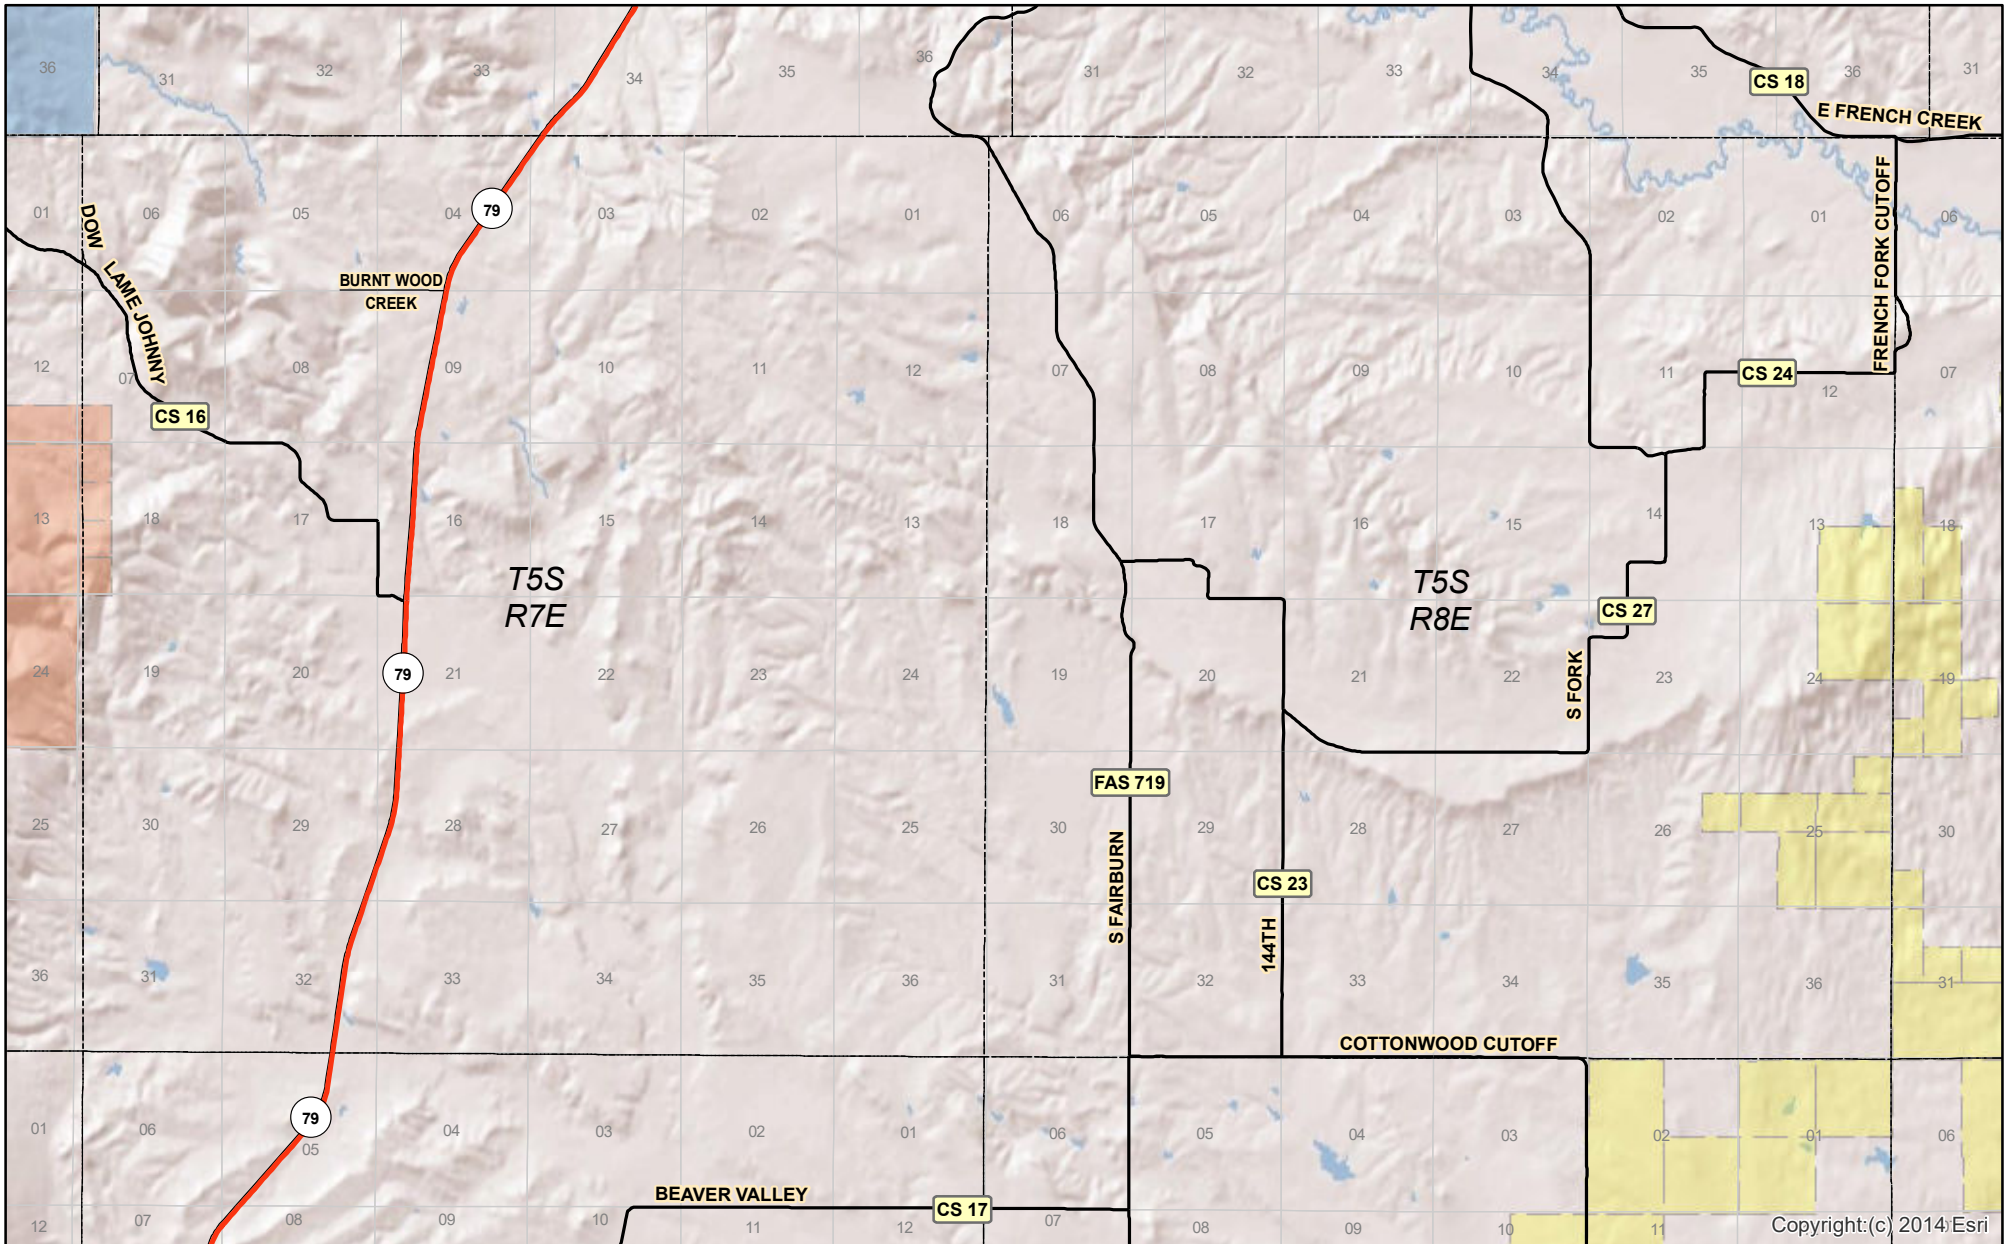 36 31 32 33 34 35 36 31 32 33 34 35 36 31
CS 18
E FRENCH CREEK
01 06 05 04 03 02 01 06 05 04 03 02 01 06
79
DOW
LAME JOHNNY
BURNT WOOD
CREEK
FRENCH FORK CUTOFF
12 07 08 09 10 11 12 07 08 09 10 11 12 07
CS 24
CS 16
13 18 17 16 15 14 13 18 17 16 15 14 13 18
T5S
R7E
T5S
R8E
CS 27
24 19 20 21 22 23 24 19 20 21 22 23 24 19
79
S FORK
FAS 719
25 30 29 28 27 26 25 30 29 28 27 26 25 30
S FAIRBURN
CS 23
144TH
36 31 32 33 34 35 36 31 32 33 34 35 36 31
COTTONWOOD CUTOFF
01 06 05 04 03 02 01 06 05 04 03 02 01 06
79
BEAVER VALLEY
CS 17
12 07 08 09 10 11 12 07 08 09 10 11
Copyright:(c) 2014 Esri